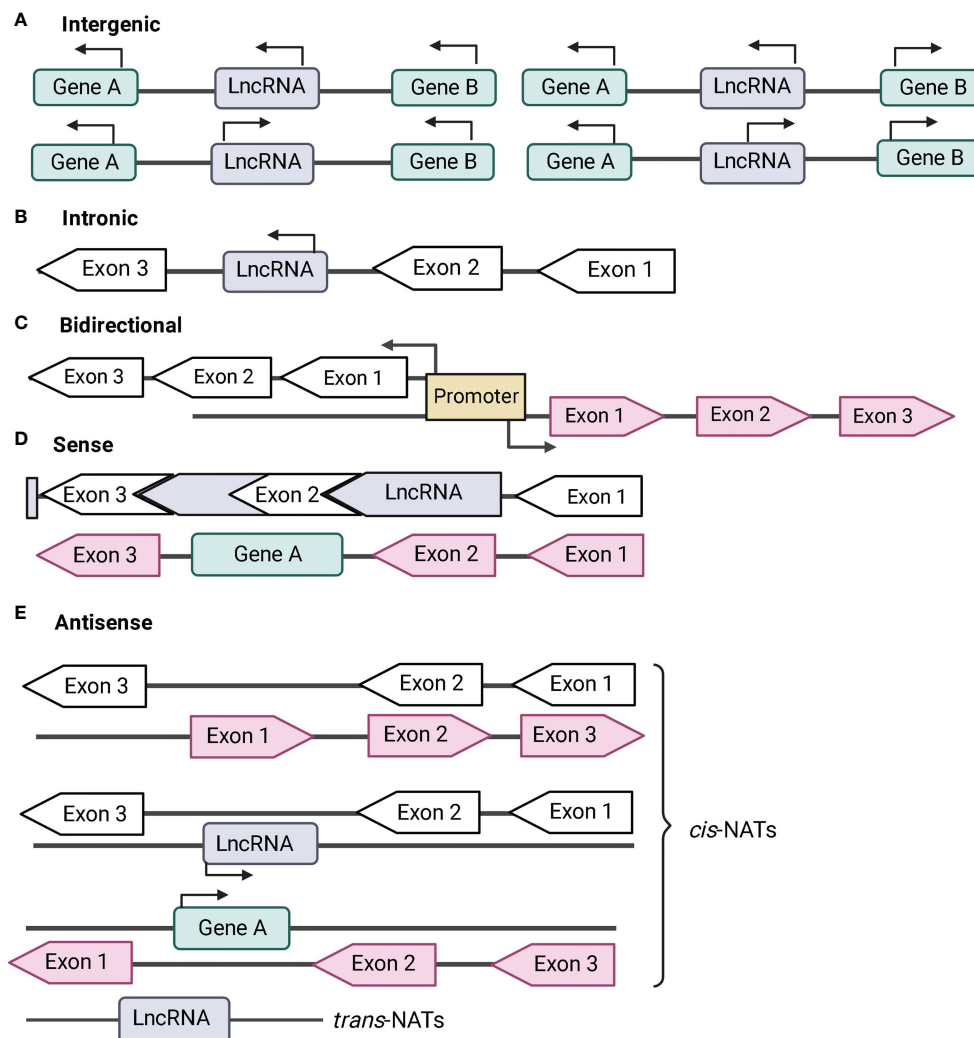 A Intergenic
Gene A LncRNA Gene B Gene A LncRNA Gene B
Gene A LncRNA Gene B Gene A LncRNA Gene B
B Intronic
Exon 3 LncRNA Exon 2 Exon 1
C Bidirectional
Exon 3 Exon 2 Exon 1 Promoter
Exon 1 Exon 2 Exon 3
D Sense
Exon 3 Exon 2 LncRNA Exon 1
Exon 3 Gene A Exon 2 Exon 1
E Antisense
Exon 3 Exon 2 Exon 1
Exon 1 Exon 2 Exon 3
Exon 3 Exon 2 Exon 1
LncRNA
cis-NATs
Gene A
Exon 1 Exon 2 Exon 3
LncRNA trans-NATs